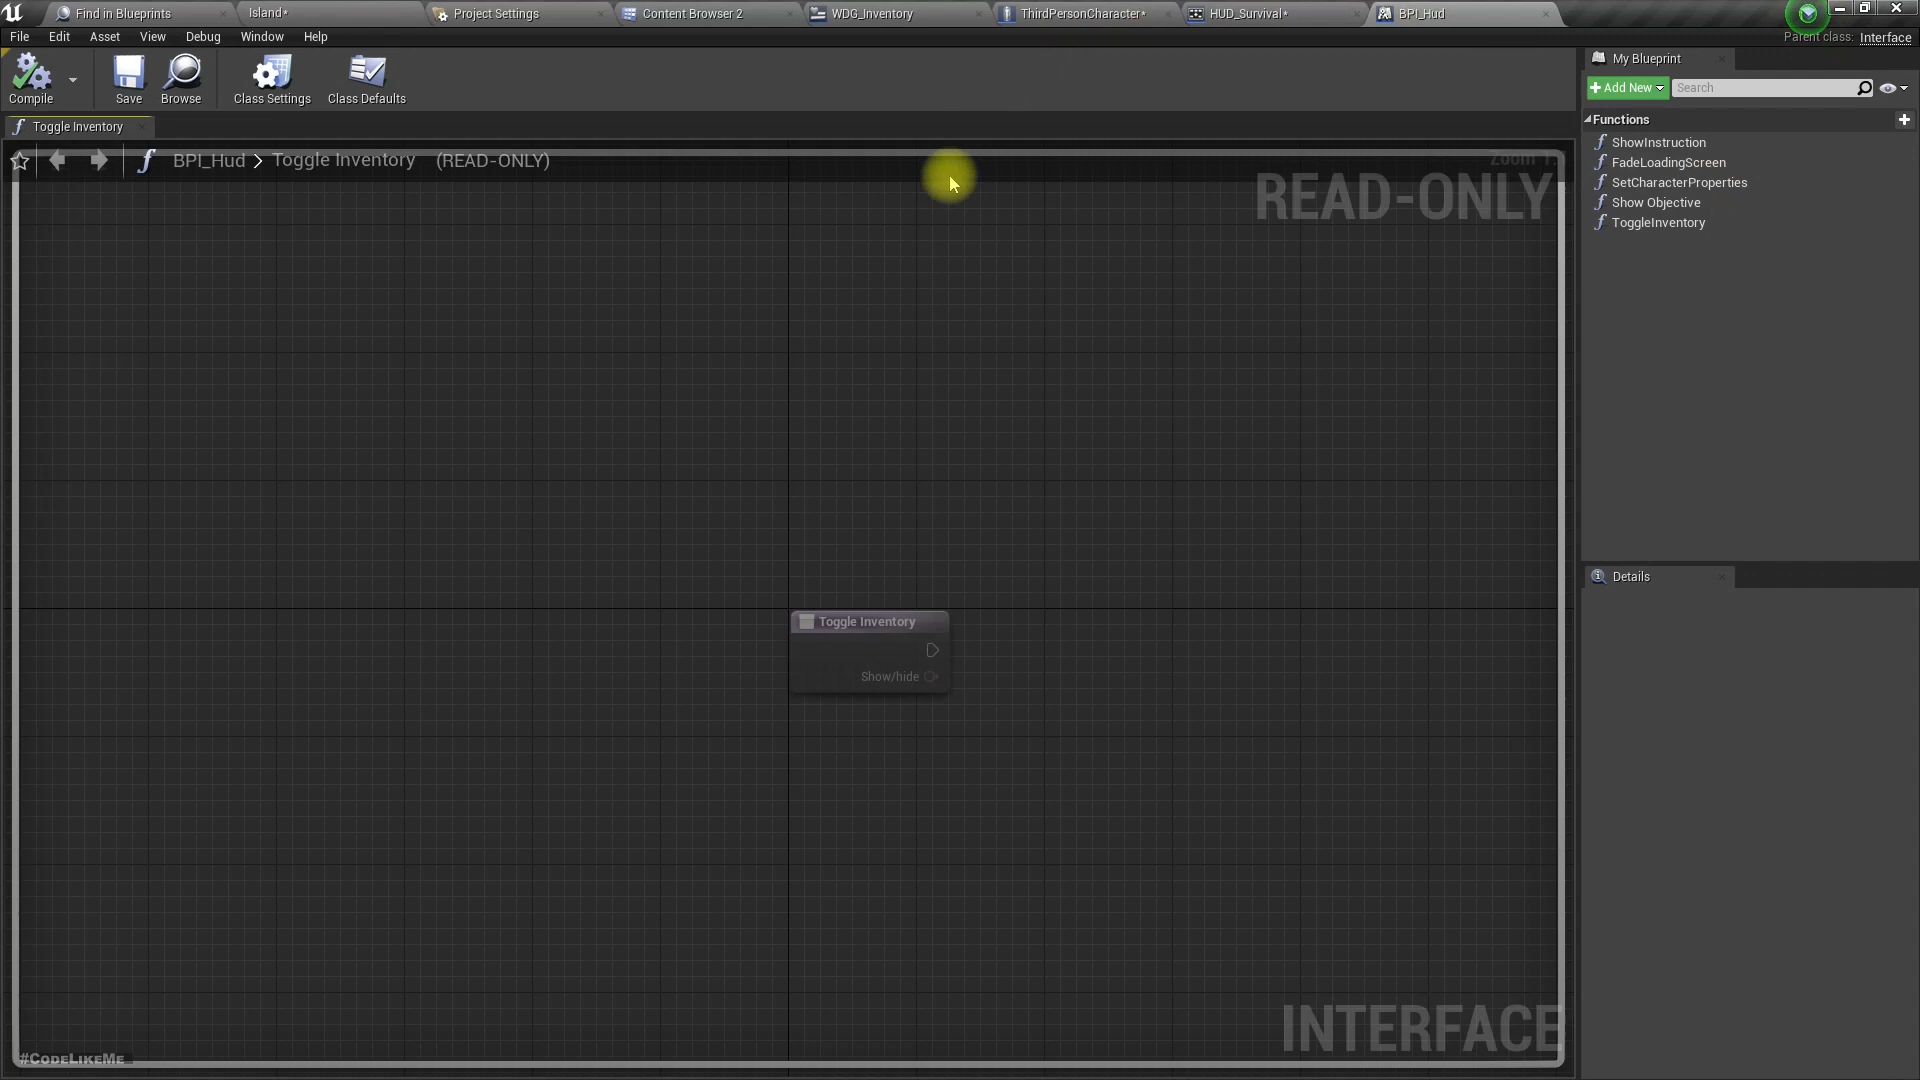 Find in Blueprints
Island*
Project Settings
Content Browser 2
WDG_Inventory
ThirdPersonCharacter*
HUD_Survival*
BPI_Hud
File Edit Asset View Debug Window Help
Parent class: Interface
Compile
Save
Browse
Class Settings
Class Defaults
My Blueprint
+ Add New
Search
Toggle Inventory
Functions
BPI_Hud > Toggle Inventory (READ-ONLY)
ShowInstruction
FadeLoadingScreen
SetCharacterProperties
Show Objective
ToggleInventory
Zoom 1:
READ-ONLY
Details
Toggle Inventory
Show/hide
INTERFACE
#CodeLikeMe